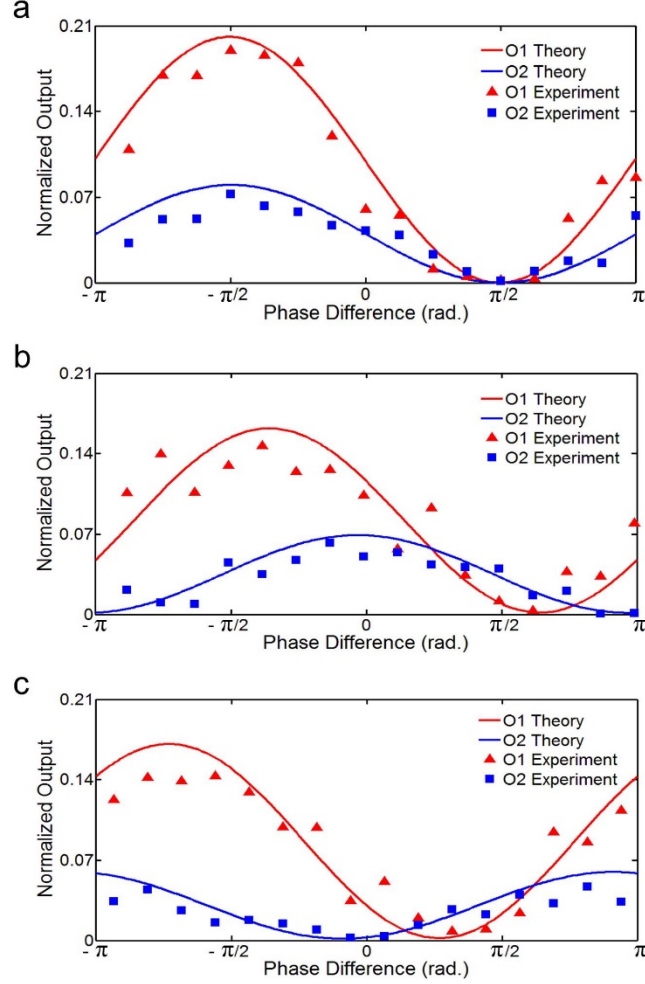 a
0.21
0.14
0.07
0
Normalized Output
O1 Theory
O2 Theory
O1 Experiment
O2 Experiment
-π
-π/2
0
π/2
π
Phase Difference (rad.)
b
0.21
0.14
0.07
0
Normalized Output
O1 Theory
O2 Theory
O1 Experiment
O2 Experiment
-π
-π/2
0
π/2
π
Phase Difference (rad.)
c
0.21
0.14
0.07
0
Normalized Output
O1 Theory
O2 Theory
O1 Experiment
O2 Experiment
-π
-π/2
0
π/2
π
Phase Difference (rad.)